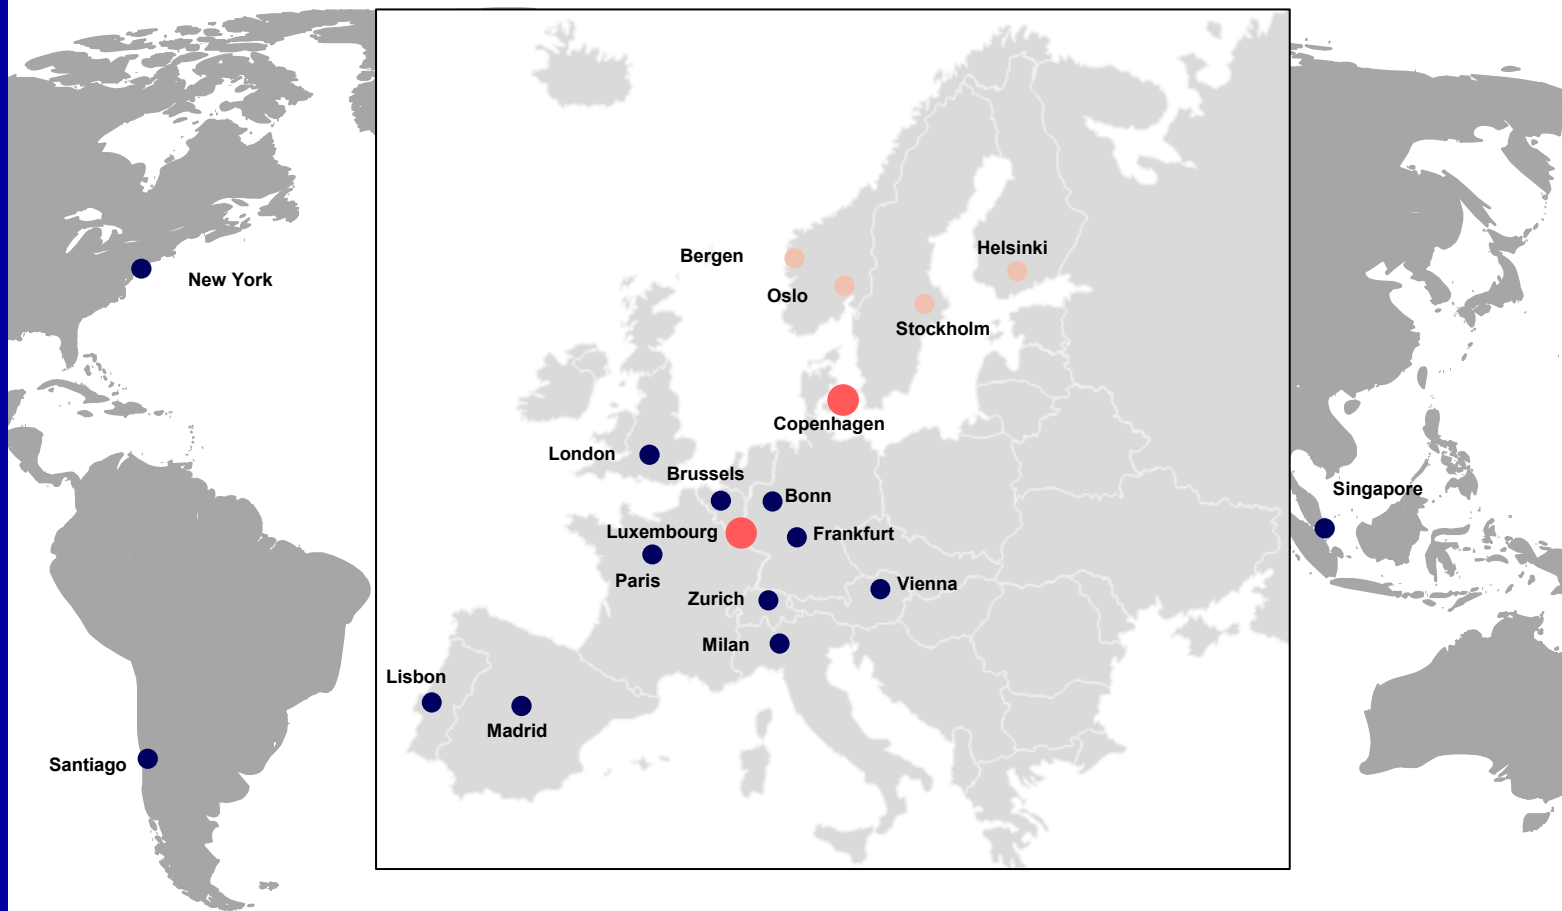 Helsinki
Bergen
New York
Oslo
Stockholm
Copenhagen
London
Brussels
Singapore
Bonn
Luxembourg
Frankfurt
Paris
Vienna
Zurich
Milan
Lisbon
Madrid
Santiago